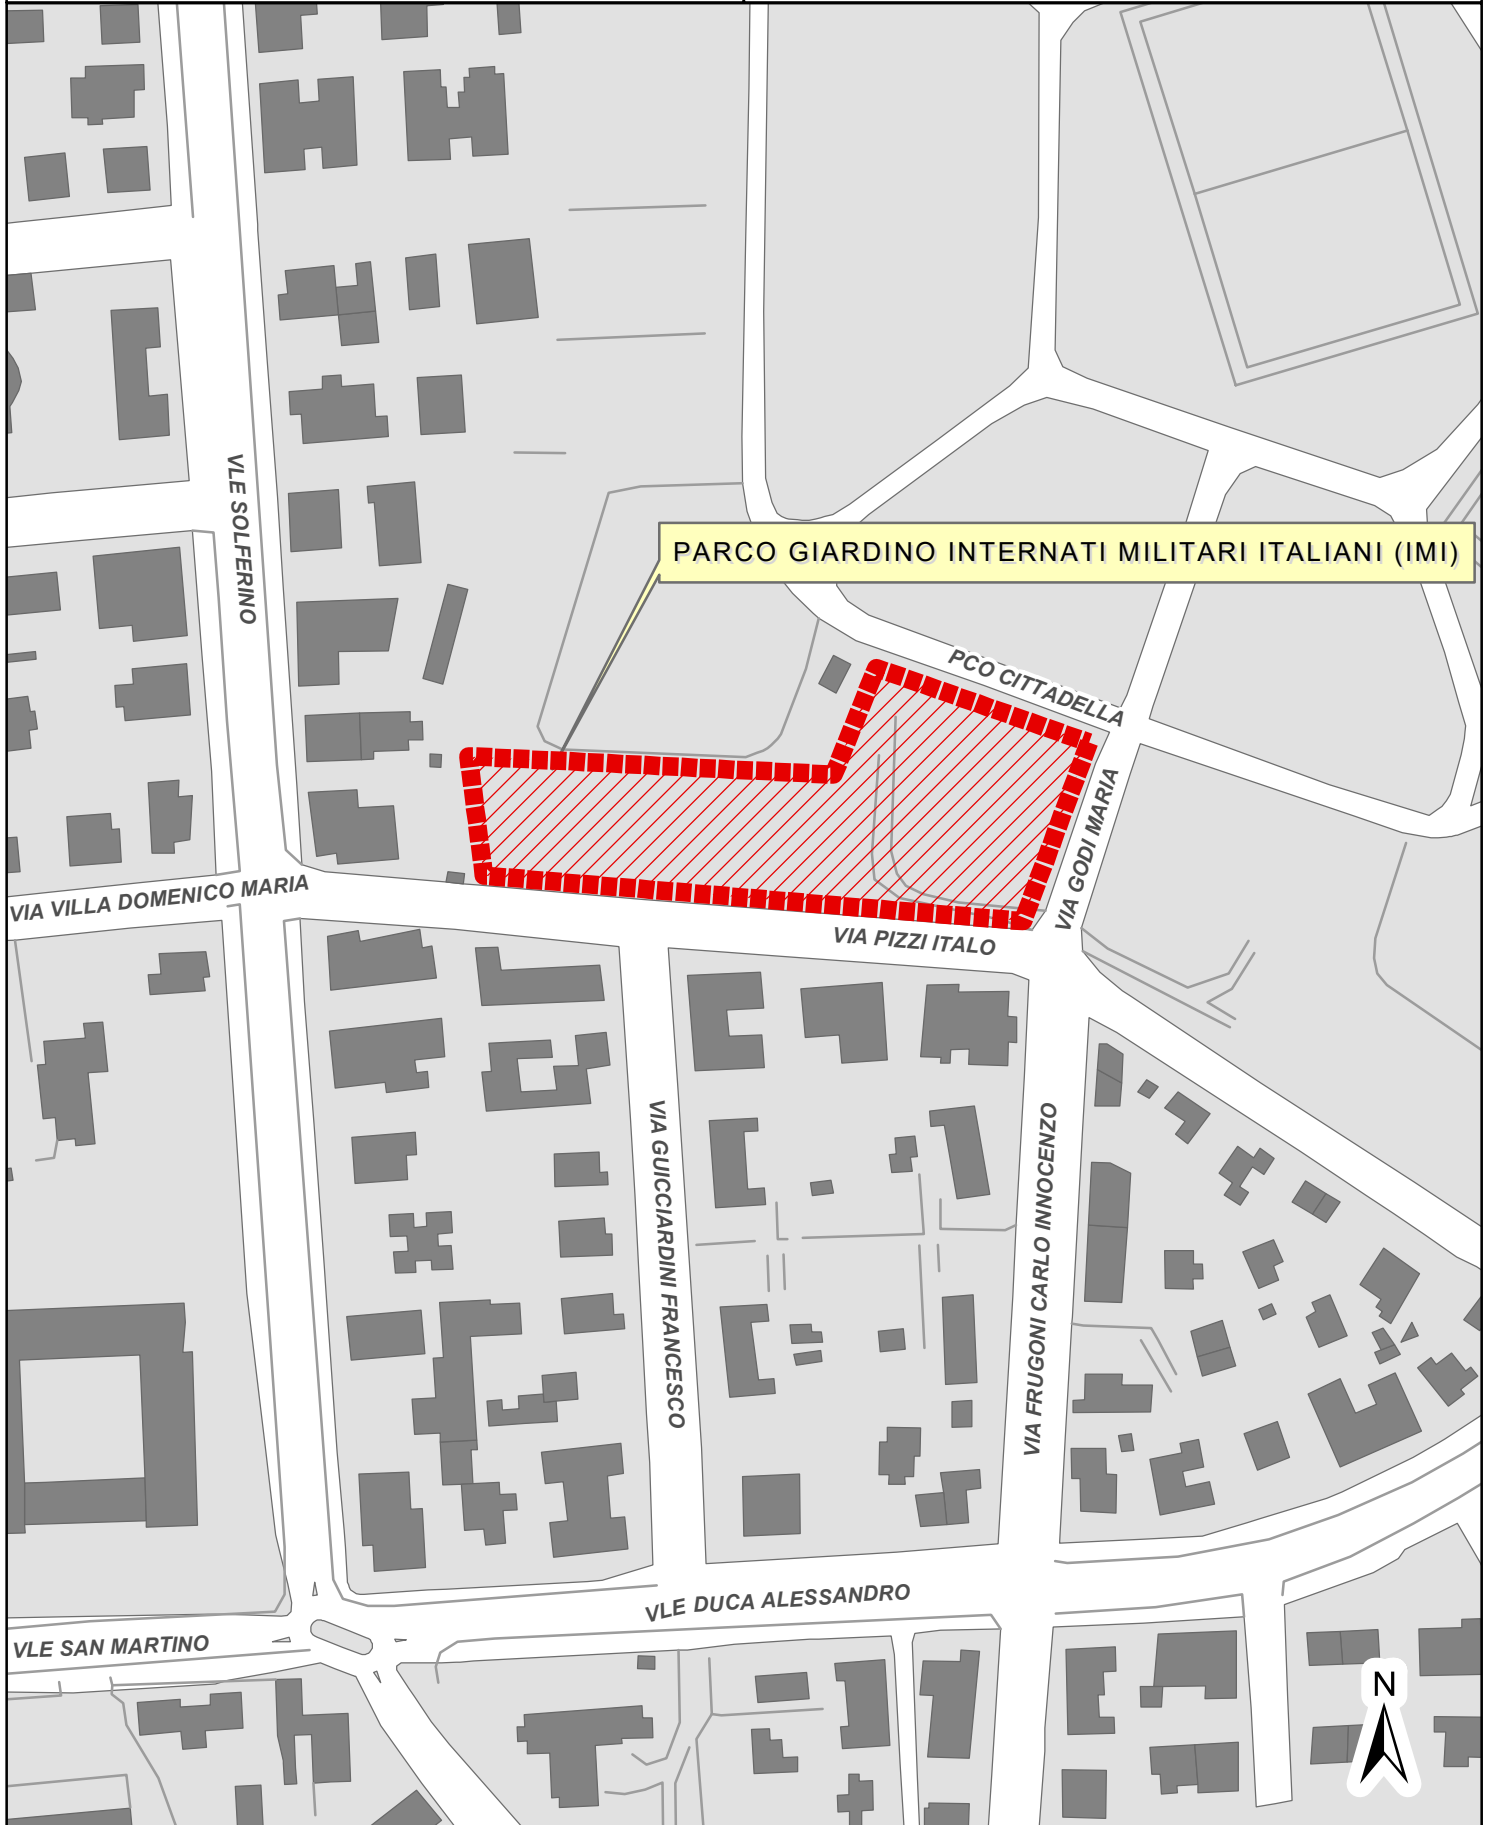 VLE SOLFERINO
PARCO GIARDINO INTERNATI MILITARI ITALIANI (IMI)
PCO CITTADELLA
VIA GODI MARIA
VIA VILLA DOMENICO MARIA
VIA PIZZI ITALO
VIA GUICCIARDINI FRANCESCO
VIA FRUGONI CARLO INNOCENZO
VLE DUCA ALESSANDRO
VLE SAN MARTINO
N